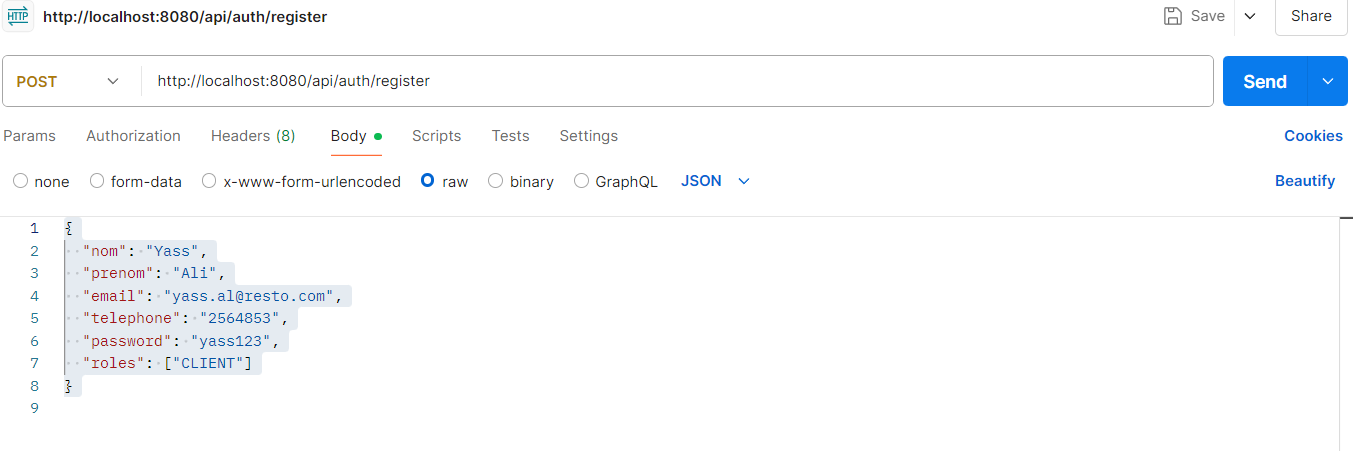 HTTP http://localhost:8080/api/auth/register Save Share
POST http://localhost:8080/api/auth/register Send
Params Authorization Headers (8) Body Scripts Tests Settings Cookies
none form-data x-www-form-urlencoded raw binary GraphQL JSON Beautify
1 {
2 "nom": "Yass",
3 "prenom": "Ali",
4 "email": "yass.al@resto.com",
5 "telephone": "2564853",
6 "password": "yass123",
7 "roles": ["CLIENT"]
8 }
9